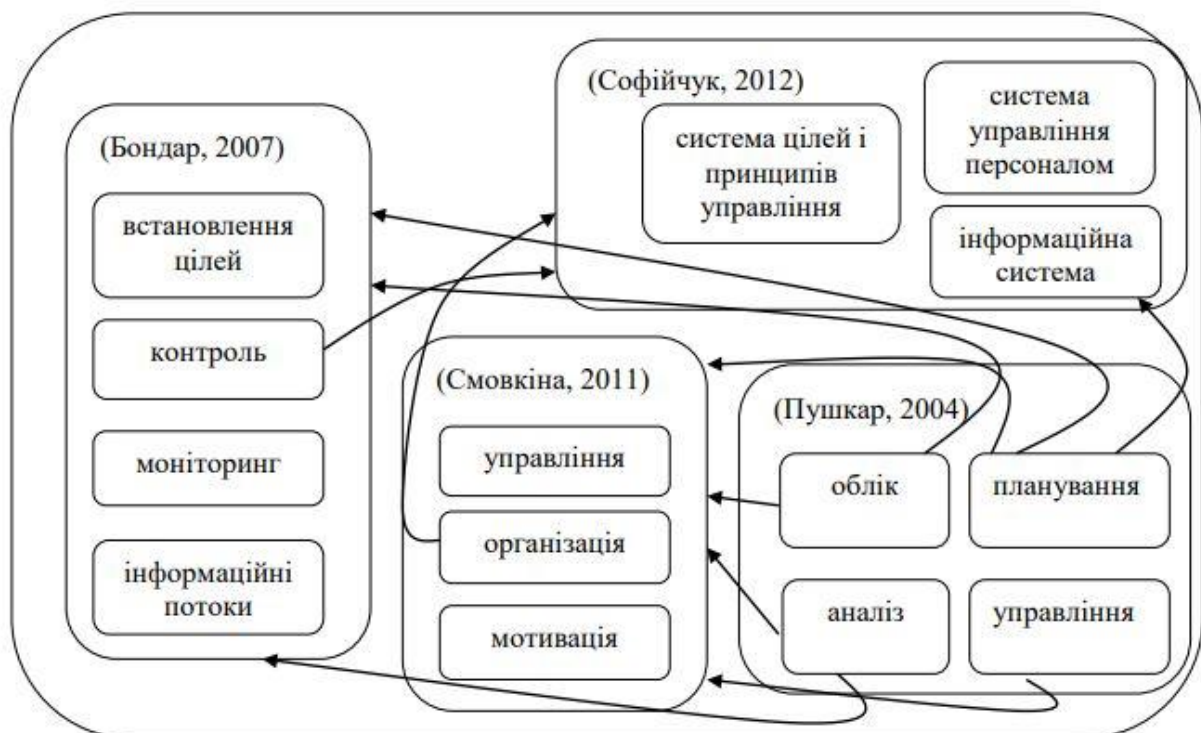 (Бондар, 2007)
встановлення
цілей
контроль
моніторинг
інформаційні
потоки
(Софійчук, 2012)
система цілей і
принципів
управління
система
управління
персоналом
інформаційна
система
(Смовкіна, 2011)
управління
організація
мотивація
(Пушкар, 2004)
облік
планування
аналіз
управління